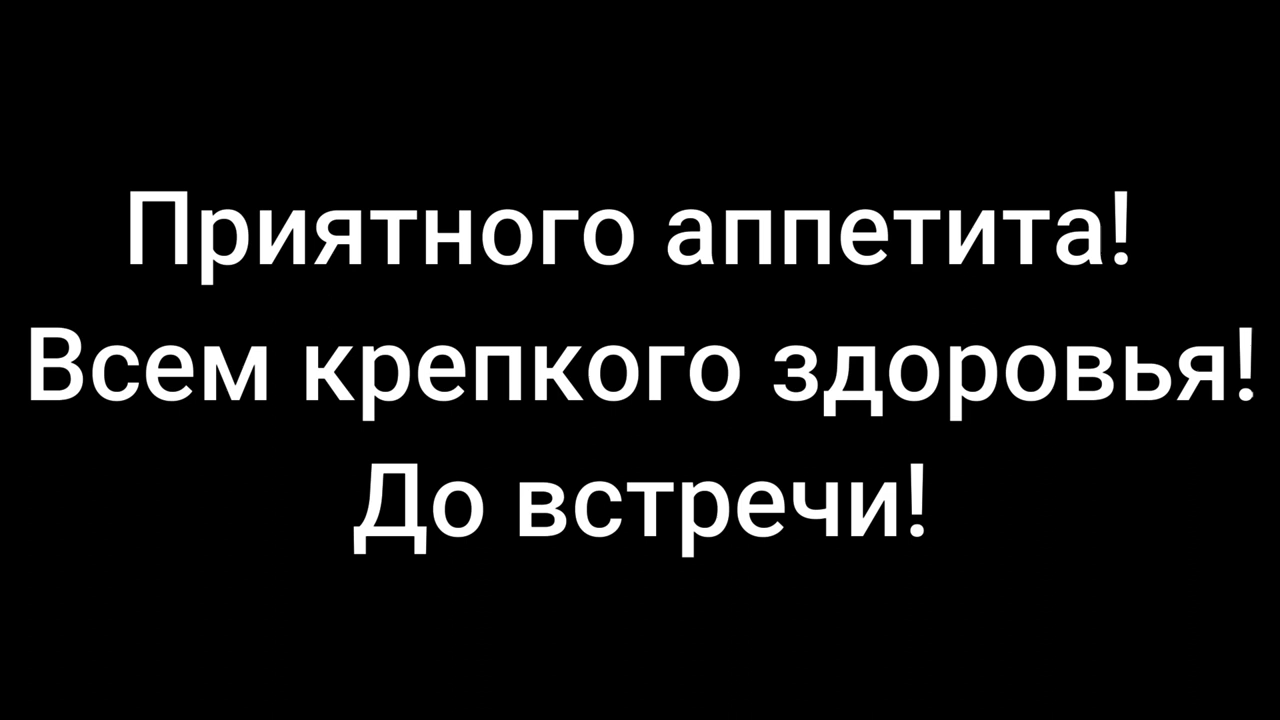 Приятного аппетита!
Всем крепкого здоровья!
До встречи!